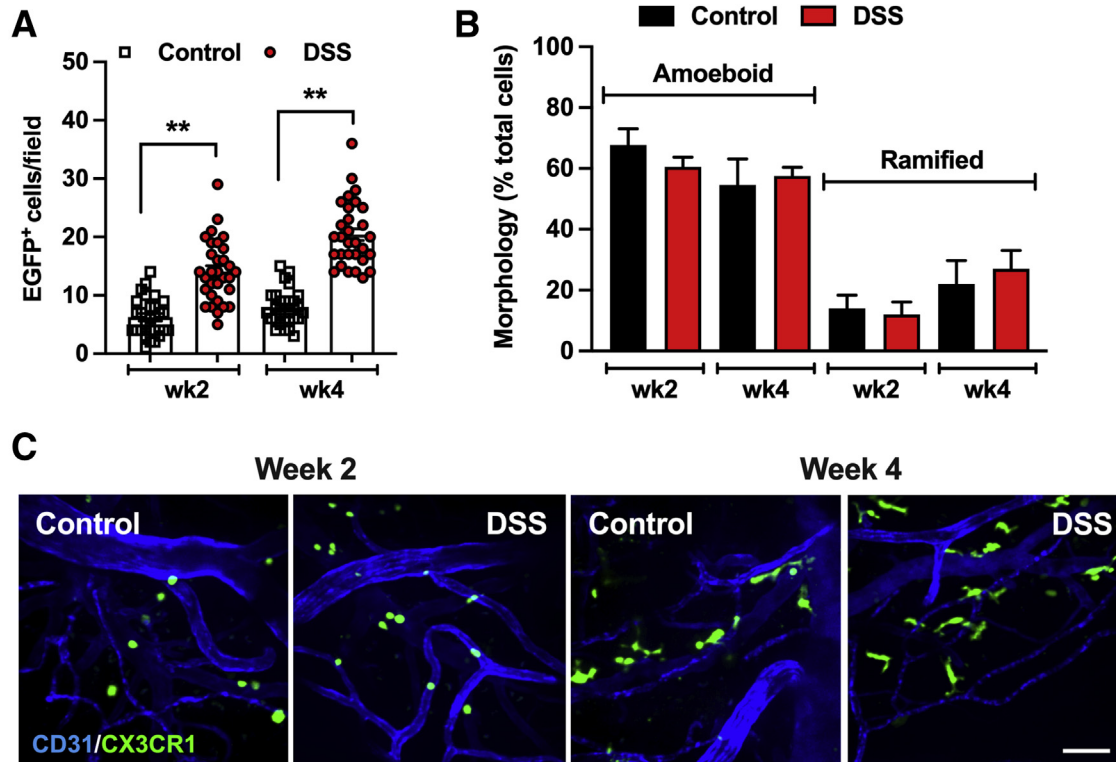 A
Control DSS
50
40
30
20
10
0
EGFP+ cells/field
**
**
wk2 wk4
B
Control DSS
100
80
60
40
20
0
Morphology (% total cells)
Amoeboid
Ramified
wk2 wk4 wk2 wk4
C
Week 2 Week 4
Control DSS Control DSS
CD31/CX3CR1